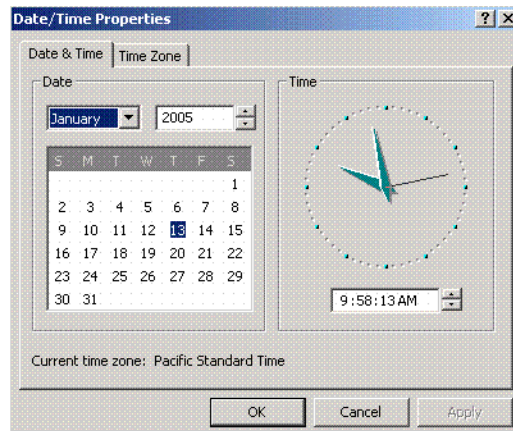 Date/Time Properties
Date & Time Time Zone
Date
January 2005
S M T W T F S
1
2 3 4 5 6 7 8
9 10 11 12 13 14 15
16 17 18 19 20 21 22
23 24 25 26 27 28 29
30 31
Time
9:58:13 AM
Current time zone: Pacific Standard Time
OK Cancel Apply